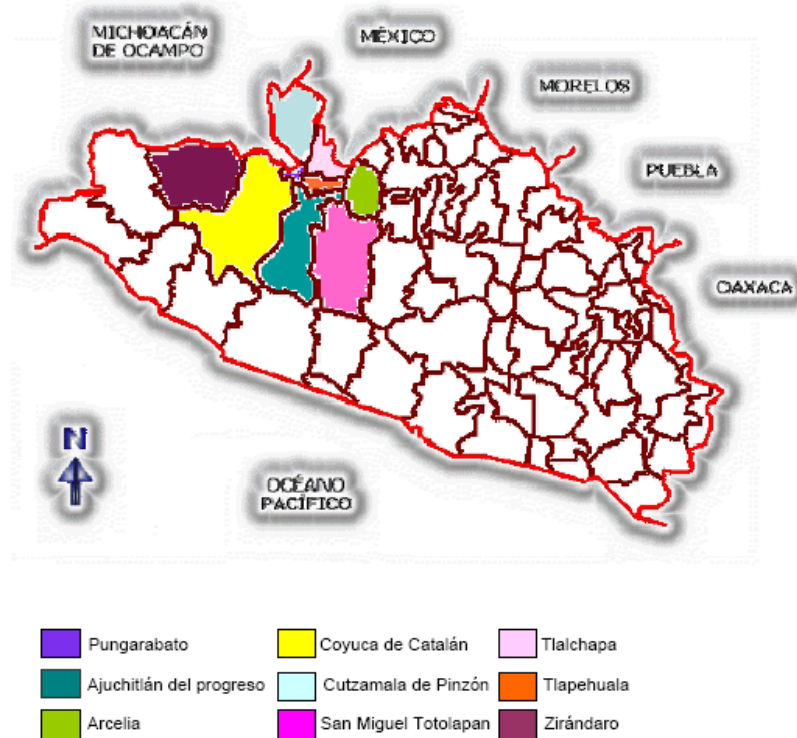 MICHOACÁN
DE OCAMPO
MÉXICO
MORELOS
PUEBLA
OAXACA
N
OCÉANO
PACÍFICO
Pungarabato
Coyuca de Catalán
Tlalchapa
Ajuchitlán del progreso
Cutzamala de Pinzón
Tlapehuala
Arcelia
San Miguel Totolapan
Zirándaro